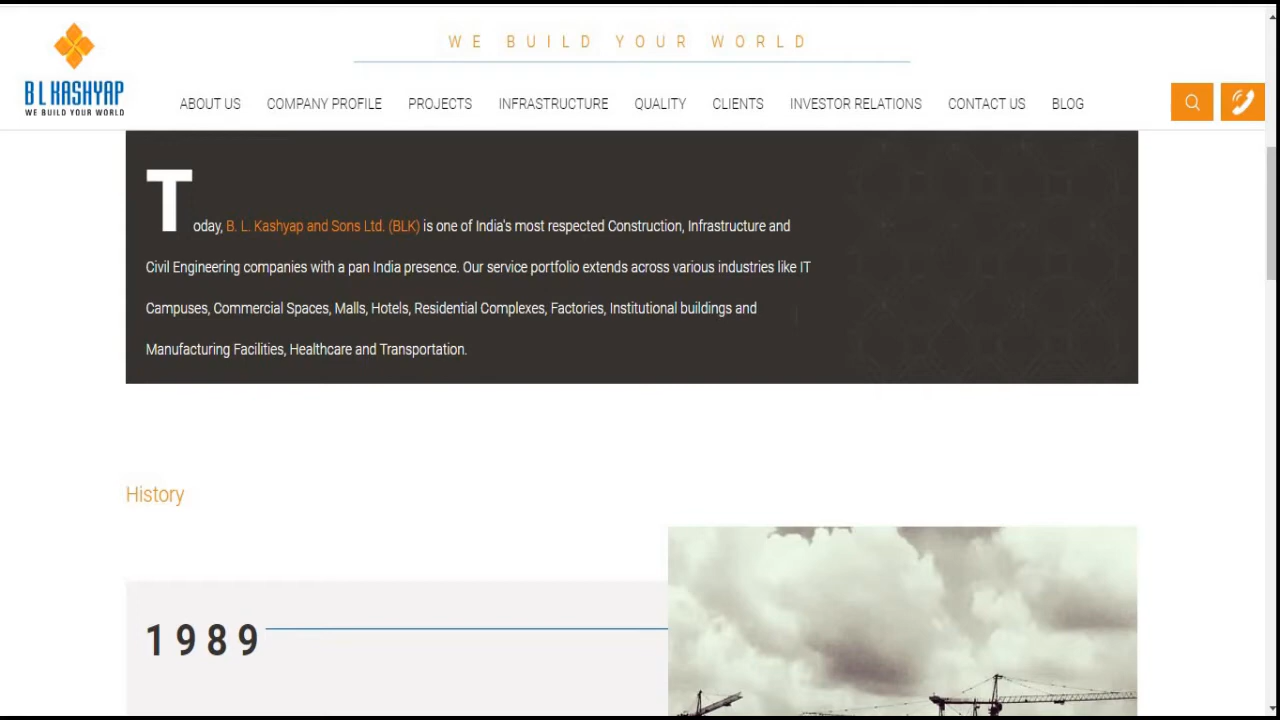 WE BUILD YOUR WORLD
B L KASHYAP
WE BUILD YOUR WORLD
ABOUT US COMPANY PROFILE PROJECTS INFRASTRUCTURE QUALITY CLIENTS INVESTOR RELATIONS CONTACT US BLOG
Today, B. L. Kashyap and Sons Ltd. (BLK) is one of India's most respected Construction, Infrastructure and
Civil Engineering companies with a pan India presence. Our service portfolio extends across various industries like IT
Campuses, Commercial Spaces, Malls, Hotels, Residential Complexes, Factories, Institutional buildings and
Manufacturing Facilities, Healthcare and Transportation.
History
1989